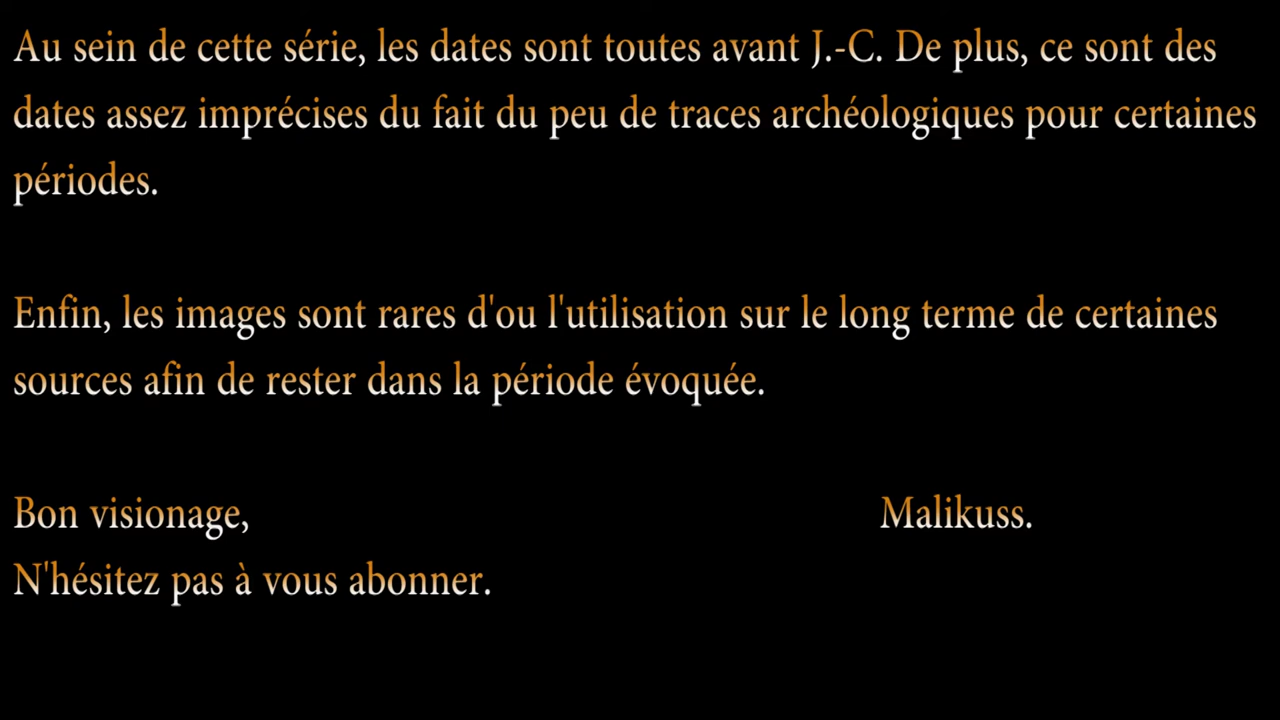 Au sein de cette série, les dates sont toutes avant J.-C. De plus, ce sont des
dates assez imprécises du fait du peu de traces archéologiques pour certaines
périodes.
Enfin, les images sont rares d'ou l'utilisation sur le long terme de certaines
sources afin de rester dans la période évoquée.
Bon visionage, Malikuss.
N'hésitez pas à vous abonner.